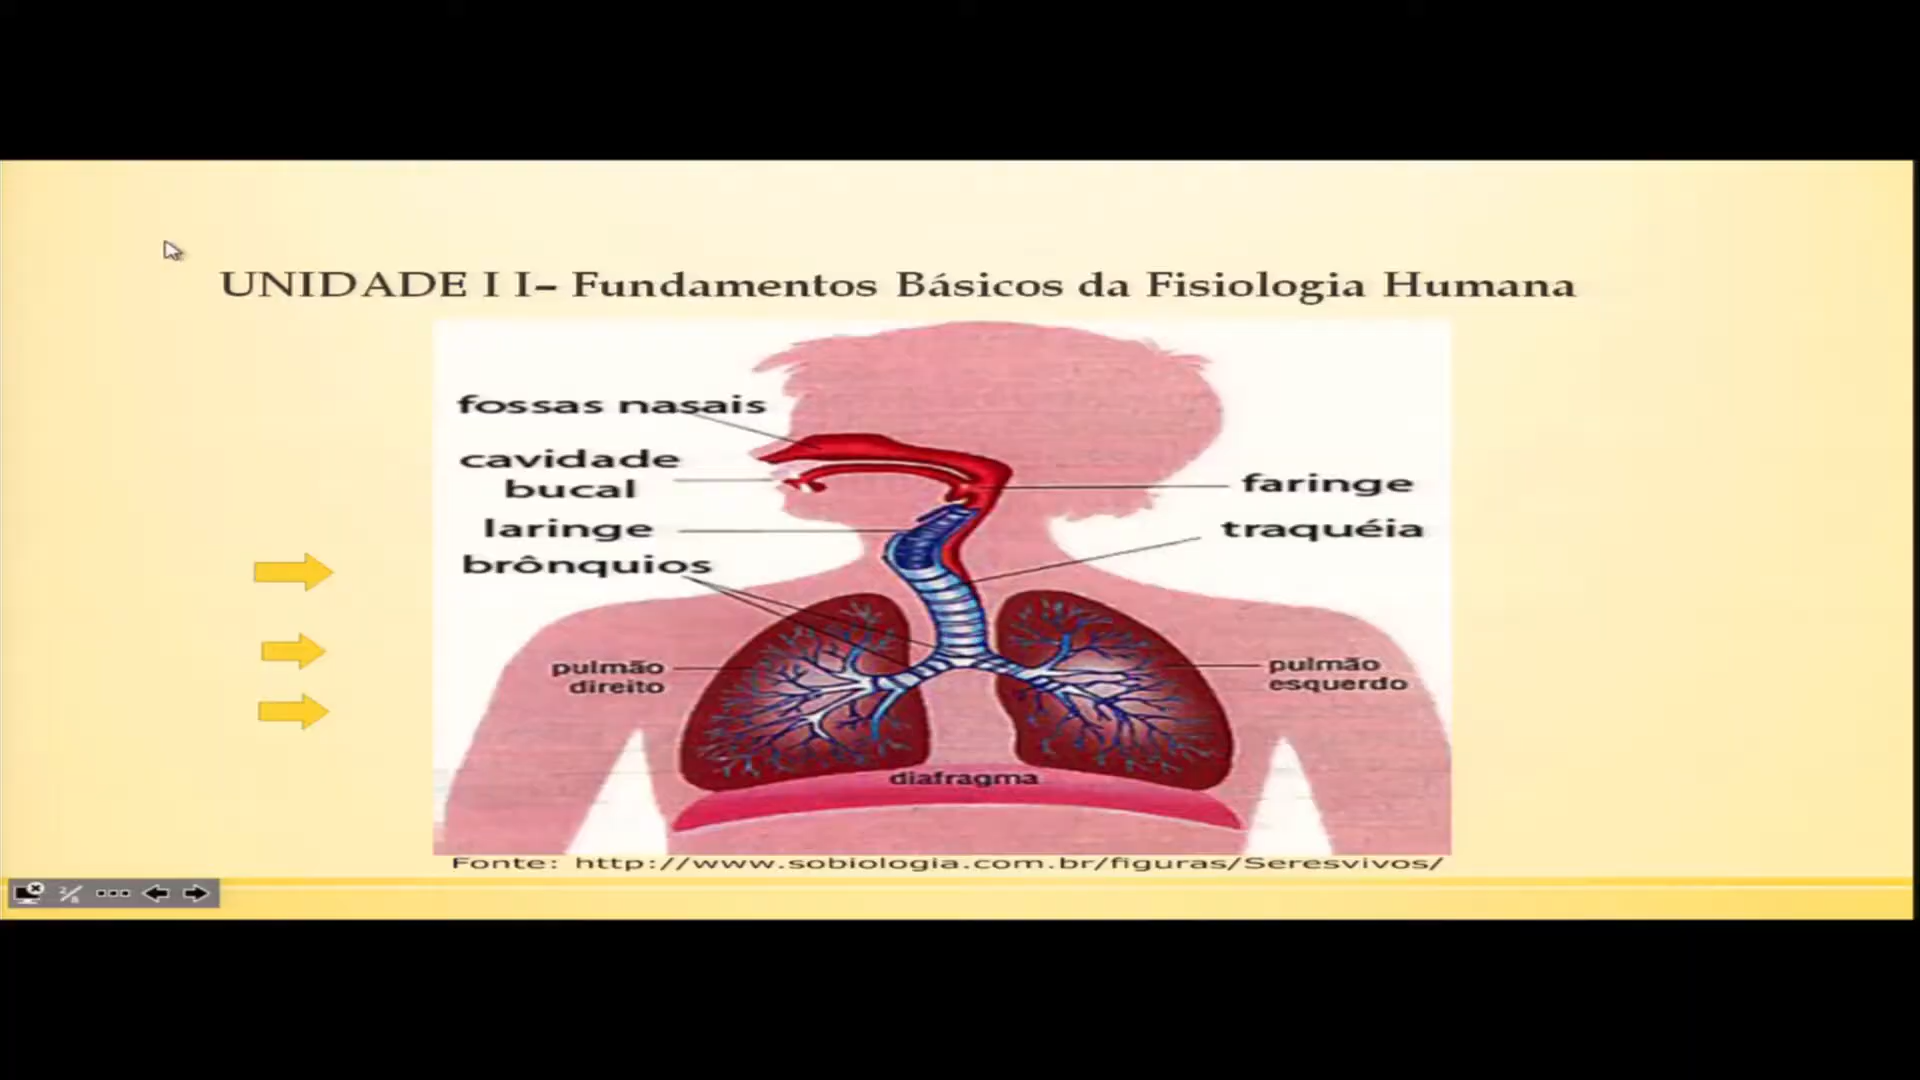 UNIDADE I I– Fundamentos Básicos da Fisiologia Humana
fossas nasais
cavidade
bucal
laringe
brônquios
faringe
traquéia
pulmão
direito
pulmão
esquerdo
diafragma
Fonte: http://www.sobiologia.com.br/figuras/Seresvivos/